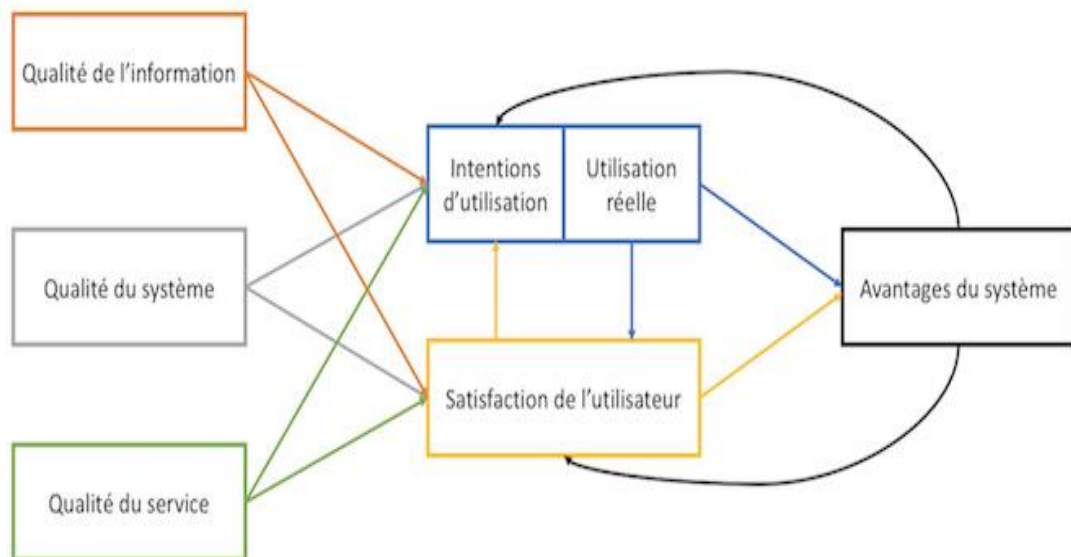 Qualité de l’information
Intentions
d’utilisation
Utilisation
réelle
Qualité du système
Avantages du système
Satisfaction de l’utilisateur
Qualité du service